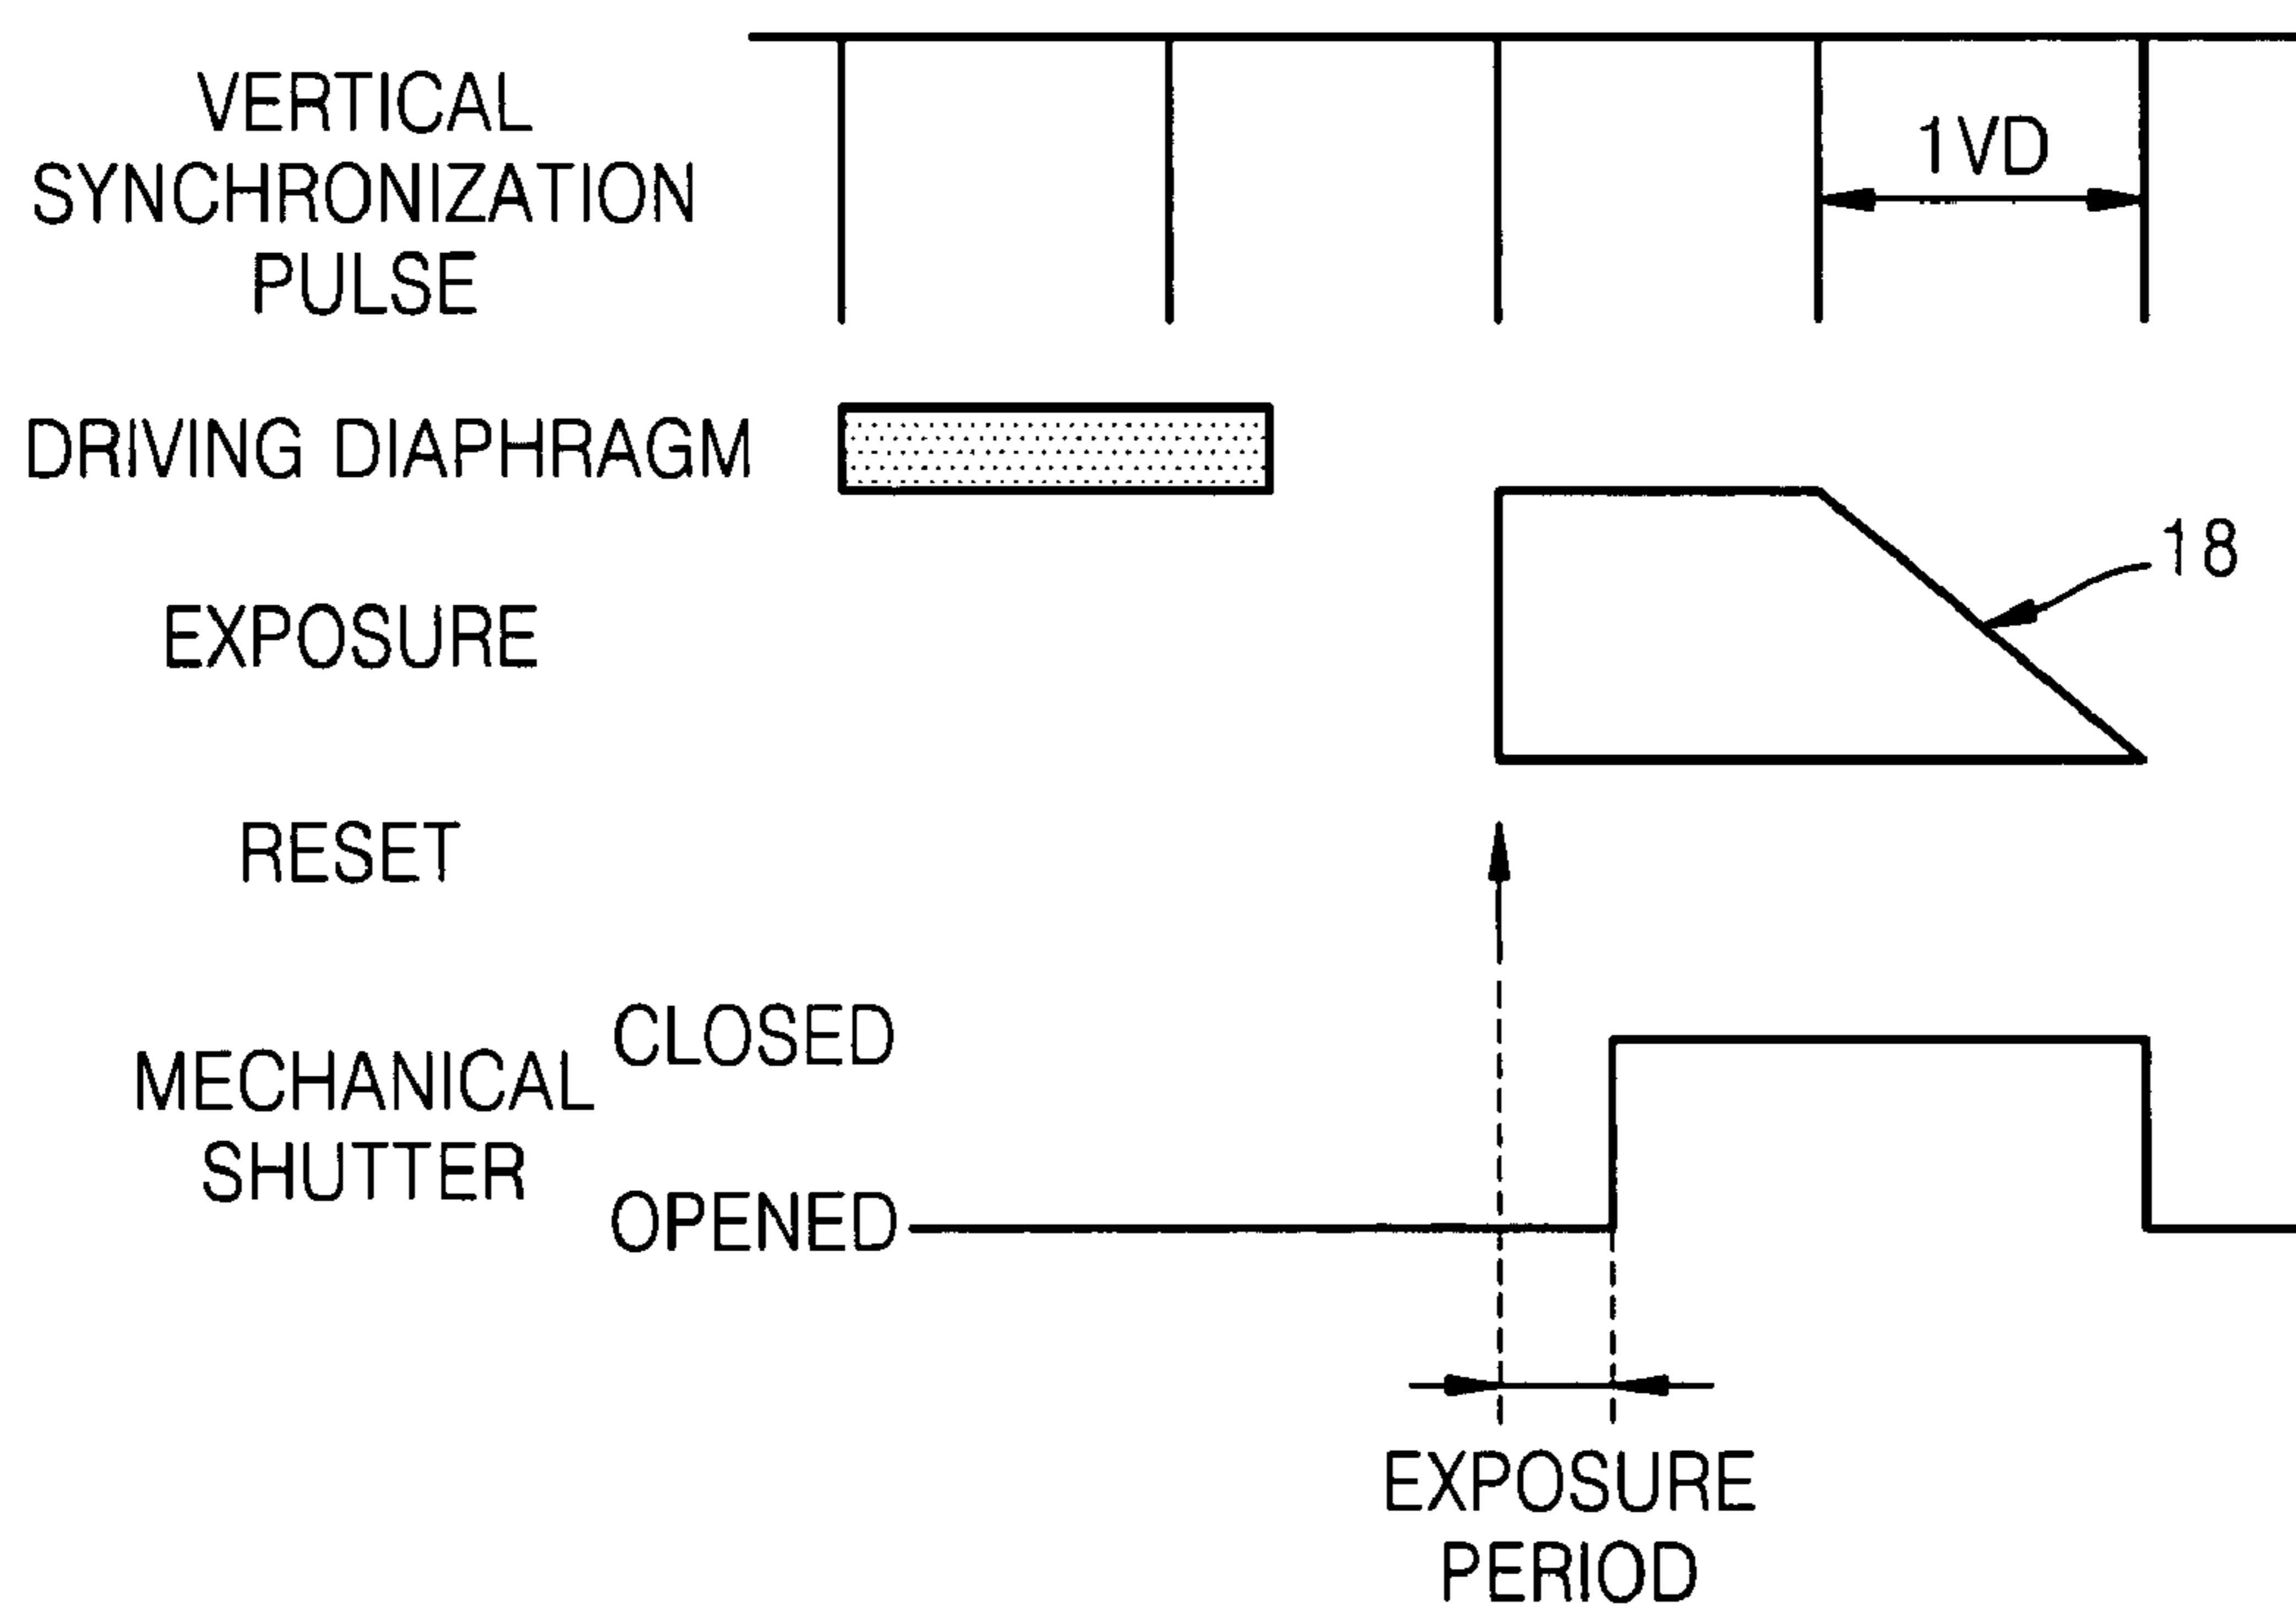 VERTICAL
SYNCHRONIZATION
PULSE
1VD
DRIVING DIAPHRAGM
18
EXPOSURE
RESET
CLOSED
MECHANICAL
SHUTTER
OPENED
EXPOSURE
PERIOD